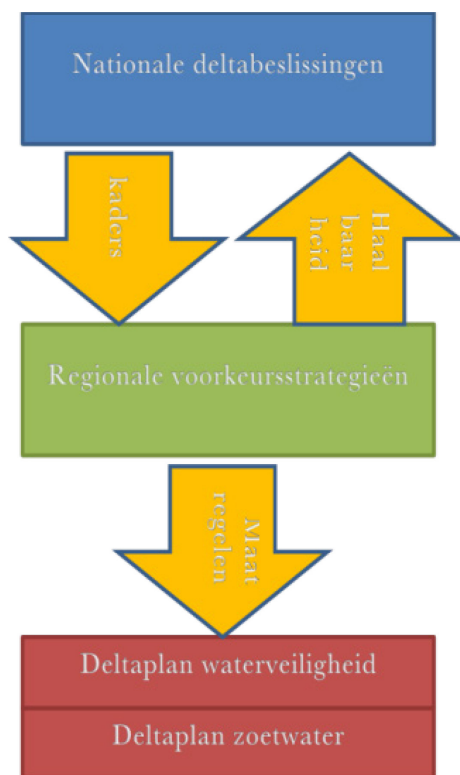 Nationale deltabeslissingen
kaders
Haal
baar
heid
Regionale voorkeursstrategieën
Maat
regelen
Deltaplan waterveiligheid
Deltaplan zoetwater